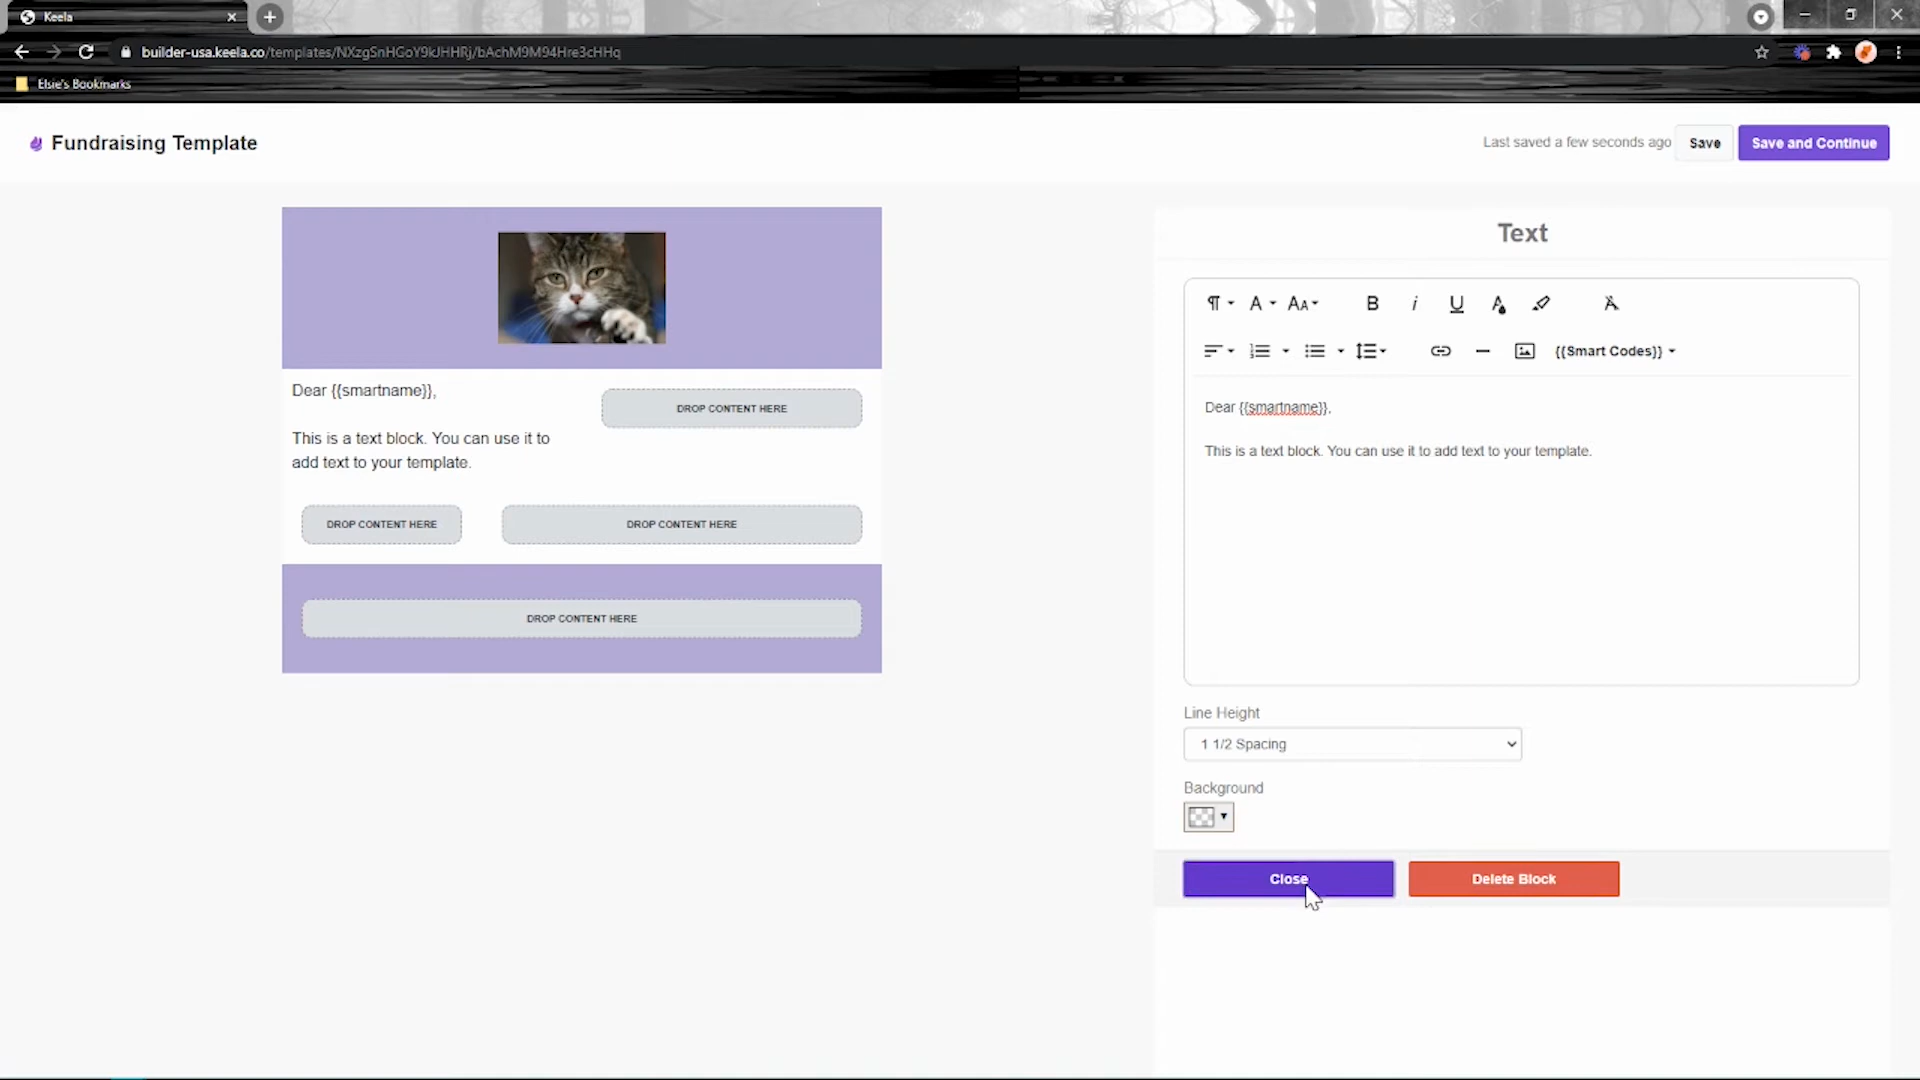 Keela
builder-usa.keela.co/templates/NXzgSnHGoY9kJHHRj/bAchM9M94Hre3cHHq
Elsie's Bookmarks
Fundraising Template
Last saved a few seconds ago
Save
Save and Continue
Dear {{smartname}},
DROP CONTENT HERE
This is a text block. You can use it to
add text to your template.
DROP CONTENT HERE
DROP CONTENT HERE
DROP CONTENT HERE
Text
{{Smart Codes}}
Dear {{smartname}},
This is a text block. You can use it to add text to your template.
Line Height
1 1/2 Spacing
Background
Close
Delete Block